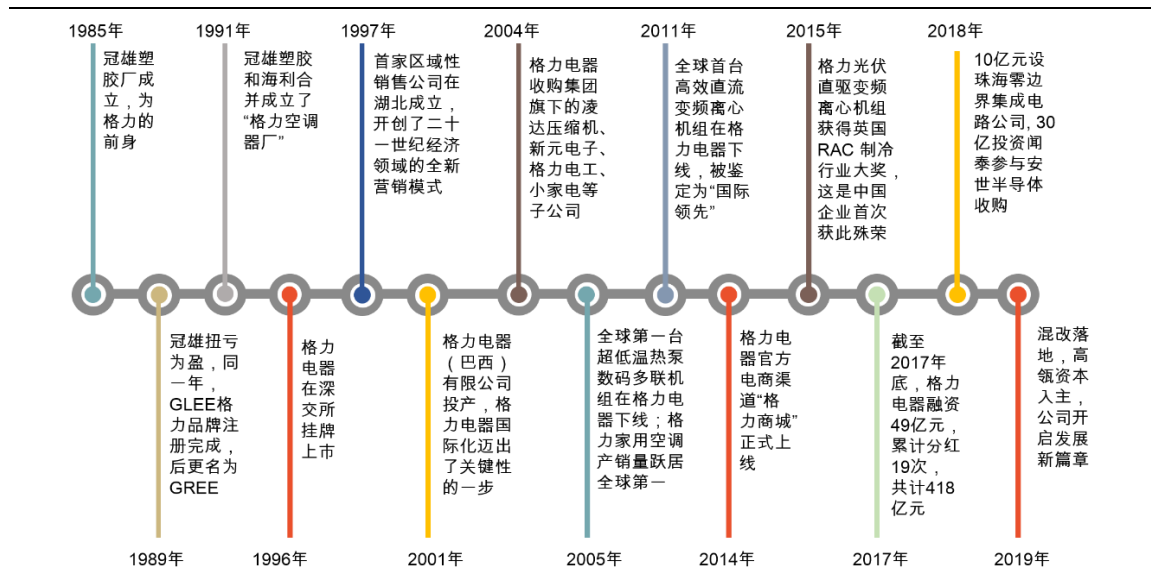 1985年
冠雄塑
胶厂成
立，为
格力的
前身
1991年
冠雄塑胶
和海利合
并成立了
“格力空调
器厂”
1997年
首家区域性
销售公司在
湖北成立，
开创了二十
一世纪经济
领域的全新
营销模式
2004年
格力电器
收购集团
旗下的凌
达压缩机、
新元电子、
格力电工、
小家电等
子公司
2011年
全球首台
高效直流
变频离心
机组在格
力电器下
线，被鉴
定为“国际
领先”
2015年
格力光伏
直驱变频
离心机组
获得英国
RAC 制冷
行业大奖，
这是中国
企业首次
获此殊荣
2018年
10亿元设
珠海零边
界集成电
路公司, 30
亿投资闻
泰参与安
世半导体
收购
冠雄扭亏
为盈，同
一年，
GLEE格
力品牌注
册完成，
后更名为
GREE
1989年
格力
电器
在深
交所
挂牌
上市
1996年
格力电器
（巴西）
有限公司
投产，格
力电器国
际化迈出
了关键性
的一步
2001年
全球第一台
超低温热泵
数码多联机
组在格力电
器下线；格
力家用空调
产销量跃居
全球第一
2005年
格力电
器官方
电商渠
道“格
力商城”
正式上
线
2014年
截至
2017年
底，格力
电器融资
49亿元，
累计分红
19次，
共计418
亿元
2017年
混改落
地，高
瓴资本
入主，
公司开
启发展
新篇章
2019年